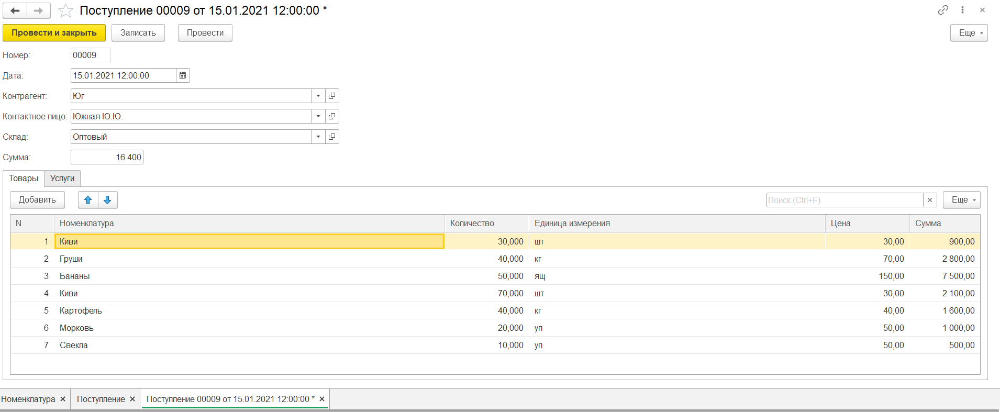 Поступление 00009 от 15.01.2021 12:00:00 *
Провести и закрыть Записать Провести Еще
Номер: 00009
Дата: 15.01.2021 12:00:00
Контрагент: Юг
Контактное лицо: Южная Ю.Ю.
Склад: Оптовый
Сумма: 16 400
Товары Услуги
Добавить Поиск (Ctrl+F) × Еще
N Номенклатура Количество Единица измерения Цена Сумма
1 Киви 30,000 шт 30,00 900,00
2 Груши 40,000 кг 70,00 2 800,00
3 Бананы 50,000 ящ 150,00 7 500,00
4 Киви 70,000 шт 30,00 2 100,00
5 Картофель 40,000 кг 40,00 1 600,00
6 Морковь 20,000 уп 50,00 1 000,00
7 Свекла 10,000 уп 50,00 500,00
Номенклатура × Поступление × Поступление 00009 от 15.01.2021 12:00:00 * ×